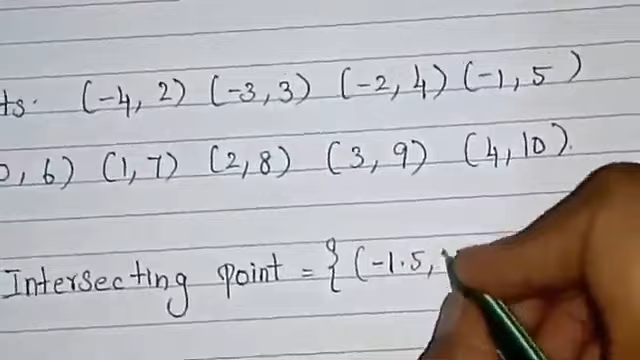 ts. (-4, 2) (-3, 3) (-2, 4) (-1, 5)
0, 6) (1, 7) (2, 8) (3, 9) (4, 10).
Intersecting point = { (-1.5,